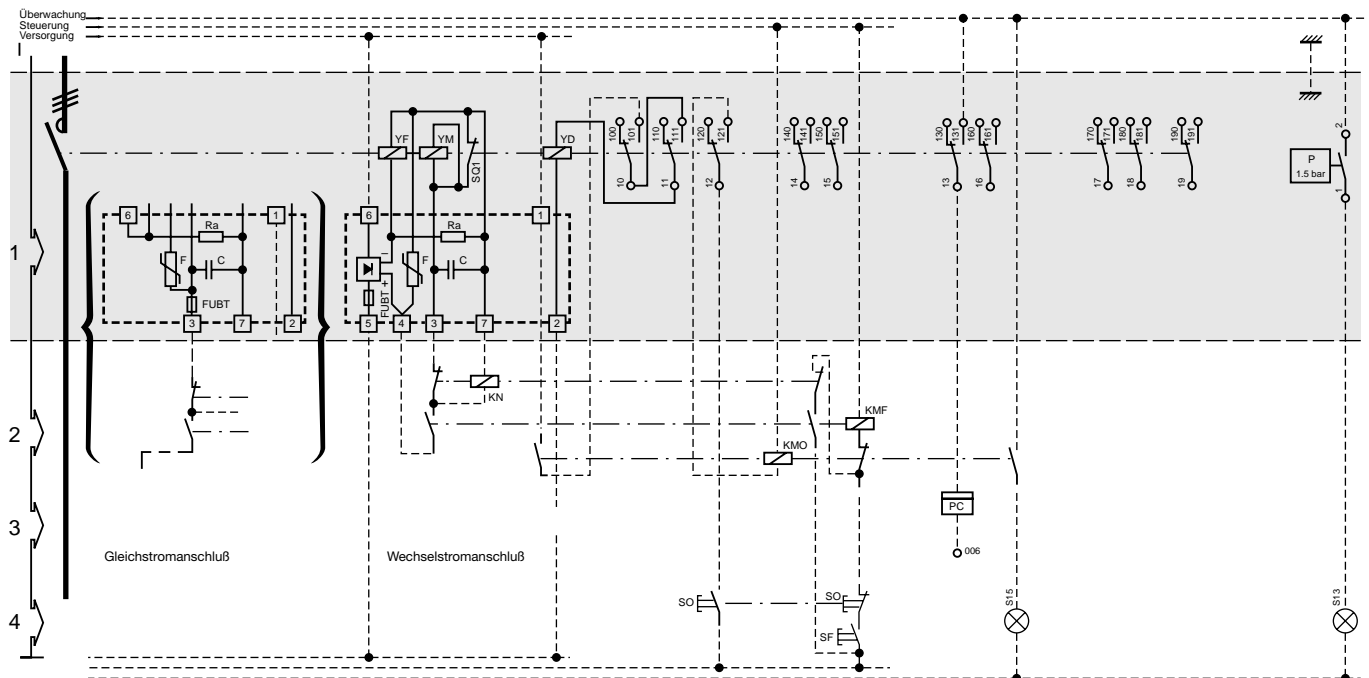 Überwachung
Steuerung
Versorgung
2
YF
YM
SQ1
YD
100
101
110
111
120
121
140
141
150
151
130
131
160
161
170
171
180
181
190
191
10
11
12
14
15
13
16
17
18
19
P
1.5 bar
1
6
1
6
1
Ra
Ra
1
F
C
F
C
FUBT
FUBT
– +
3
7
2
5
4
3
7
2
KN
KMF
2
KMO
PC
3
006
Gleichstromanschluß
Wechselstromanschluß
SO
SO
S15
S13
4
SF